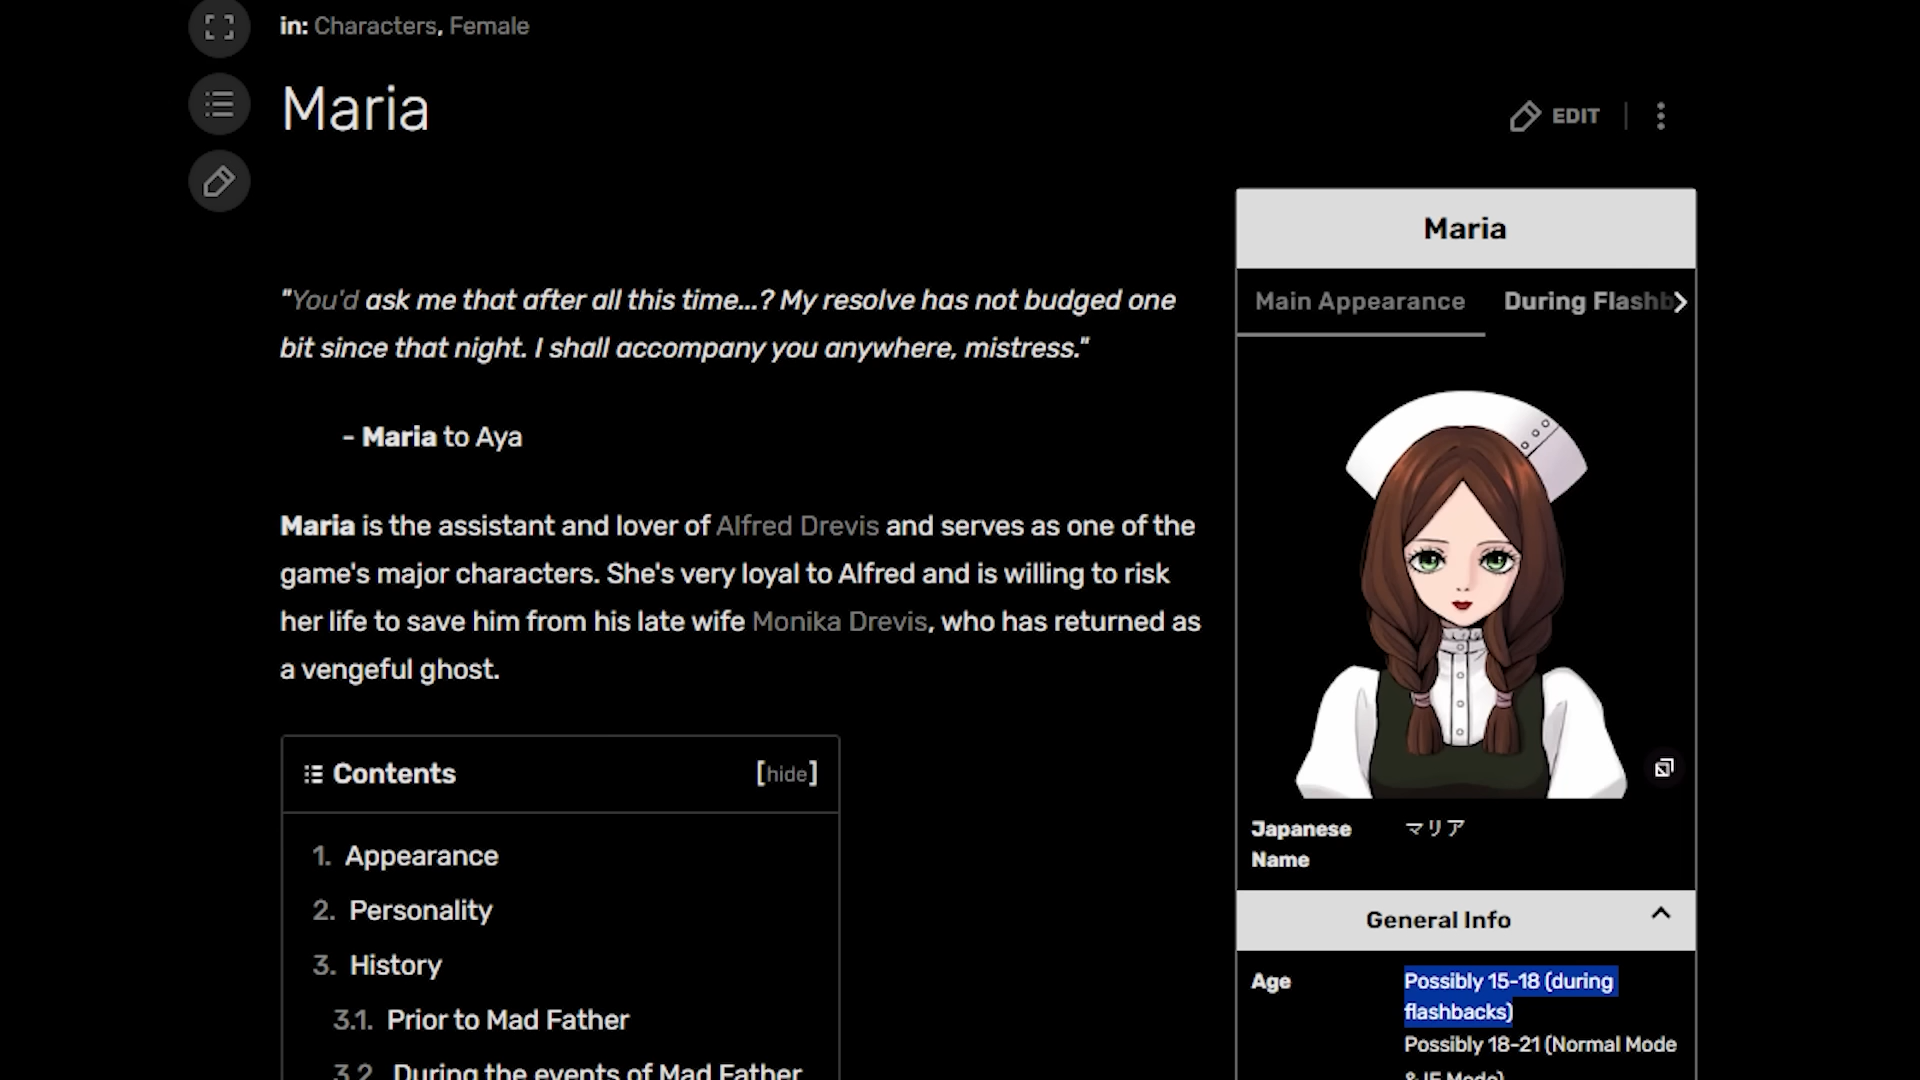 in: Characters, Female
Maria
EDIT
"You'd ask me that after all this time...? My resolve has not budged one
bit since that night. I shall accompany you anywhere, mistress."
- Maria to Aya
Maria is the assistant and lover of Alfred Drevis and serves as one of the
game's major characters. She's very loyal to Alfred and is willing to risk
her life to save him from his late wife Monika Drevis, who has returned as
a vengeful ghost.
Contents [hide]
1. Appearance
2. Personality
3. History
3.1. Prior to Mad Father
3.2. During the events of Mad Father
Maria
Main Appearance During Flashb
Japanese マリア
Name
General Info
Age Possibly 15-18 (during
flashbacks)
Possibly 18-21 (Normal Mode
& IF Mode)